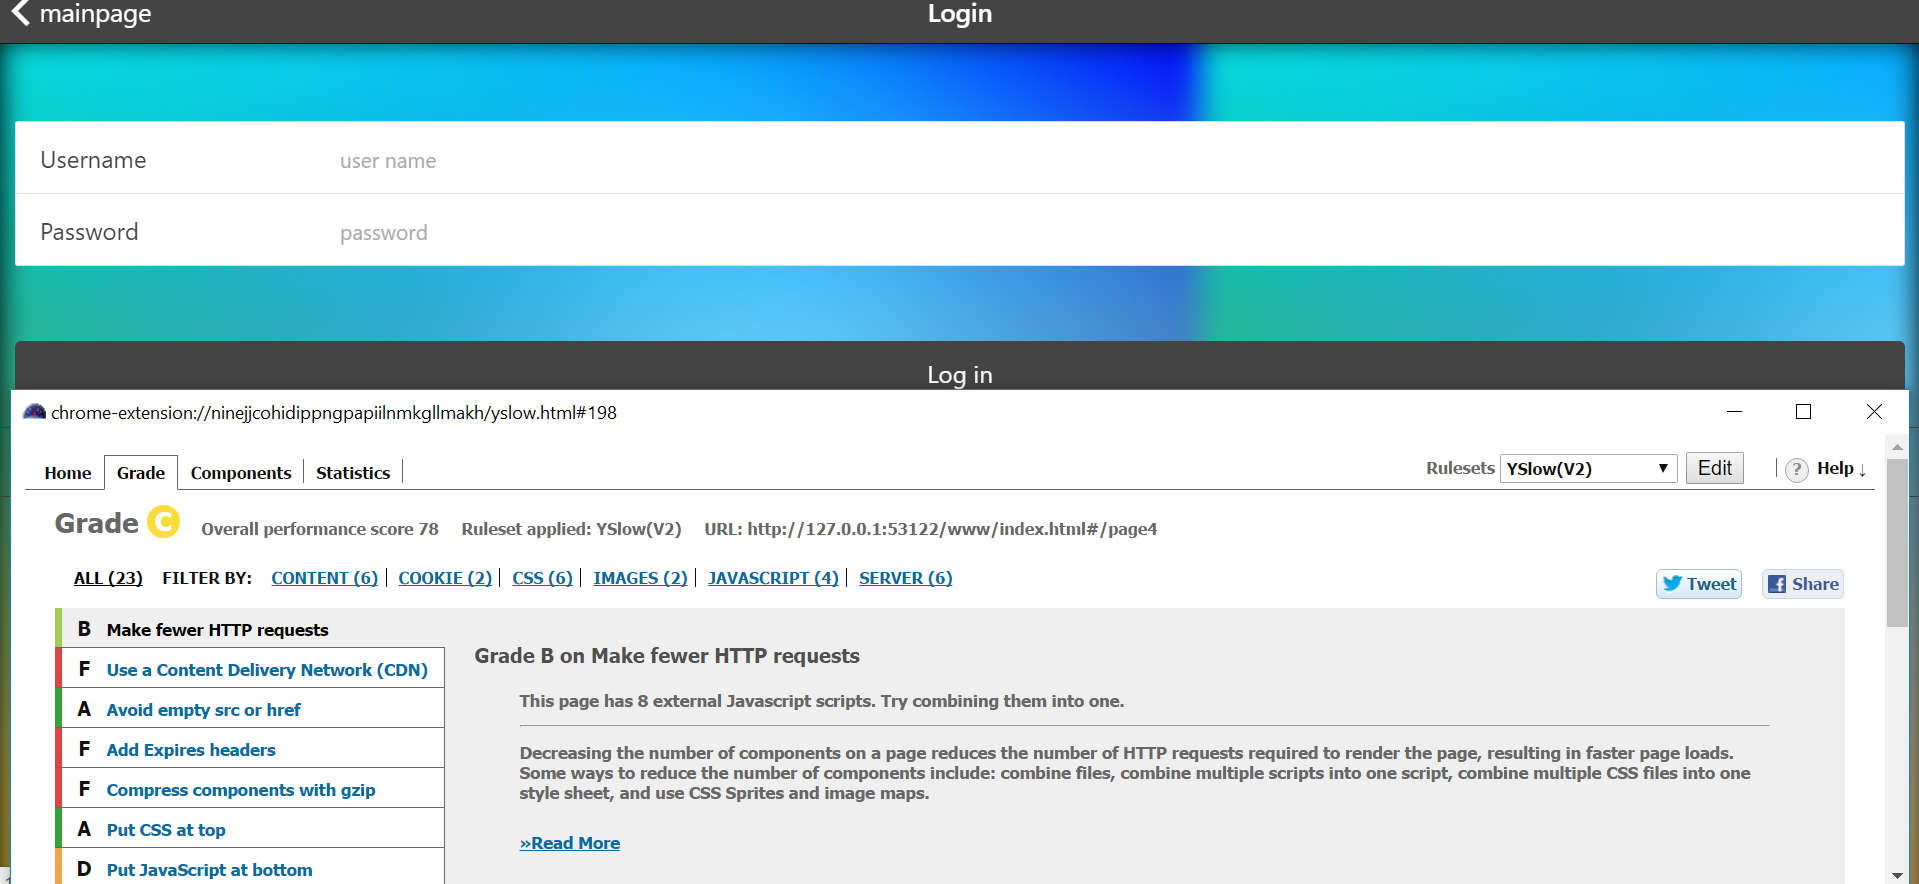 mainpage
Login
Username user name
Password password
Log in
chrome-extension://ninejjcohidippngpapiilnmkgllmakh/yslow.html#198
Home Grade Components Statistics Rulesets YSlow(V2) ▼ Edit ? Help ↓
Grade C Overall performance score 78 Ruleset applied: YSlow(V2) URL: http://127.0.0.1:53122/www/index.html#/page4
ALL (23) FILTER BY: CONTENT (6) COOKIE (2) CSS (6) IMAGES (2) JAVASCRIPT (4) SERVER (6)
Tweet Share
B Make fewer HTTP requests
F Use a Content Delivery Network (CDN)
A Avoid empty src or href
F Add Expires headers
F Compress components with gzip
A Put CSS at top
D Put JavaScript at bottom
Grade B on Make fewer HTTP requests
This page has 8 external Javascript scripts. Try combining them into one.
Decreasing the number of components on a page reduces the number of HTTP requests required to render the page, resulting in faster page loads.
Some ways to reduce the number of components include: combine files, combine multiple scripts into one script, combine multiple CSS files into one
style sheet, and use CSS Sprites and image maps.
»Read More